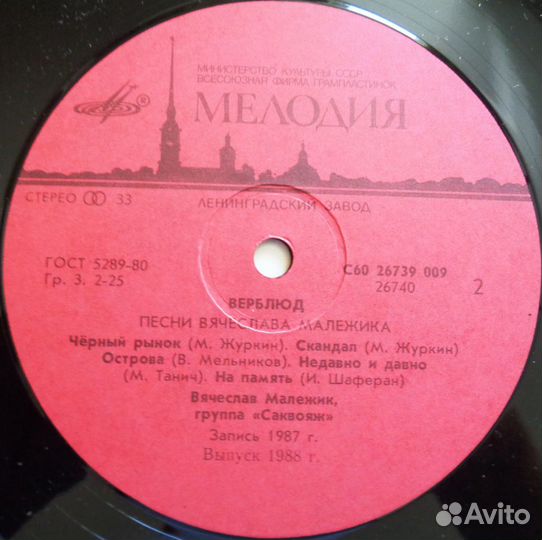 МИНИСТЕРСТВО КУЛЬТУРЫ СССР
ВСЕСОЮЗНАЯ ФИРМА ГРАМПЛАСТИНОК
МЕЛОДИЯ
®
СТЕРЕО 33
ЛЕНИНГРАДСКИЙ ЗАВОД
ГОСТ 5289-80
Гр. 3. 2-25
С60 26739 009
26740
2
ВЕРБЛЮД
ПЕСНИ ВЯЧЕСЛАВА МАЛЕЖИКА
Чёрный рынок (М. Журкин). Скандал (М. Журкин)
Острова (В. Мельников). Недавно и давно
(М. Танич). На память (И. Шаферан)
Вячеслав Малежик,
группа «Саквояж»
Запись 1987 г.
Выпуск 1988 г.
Avito